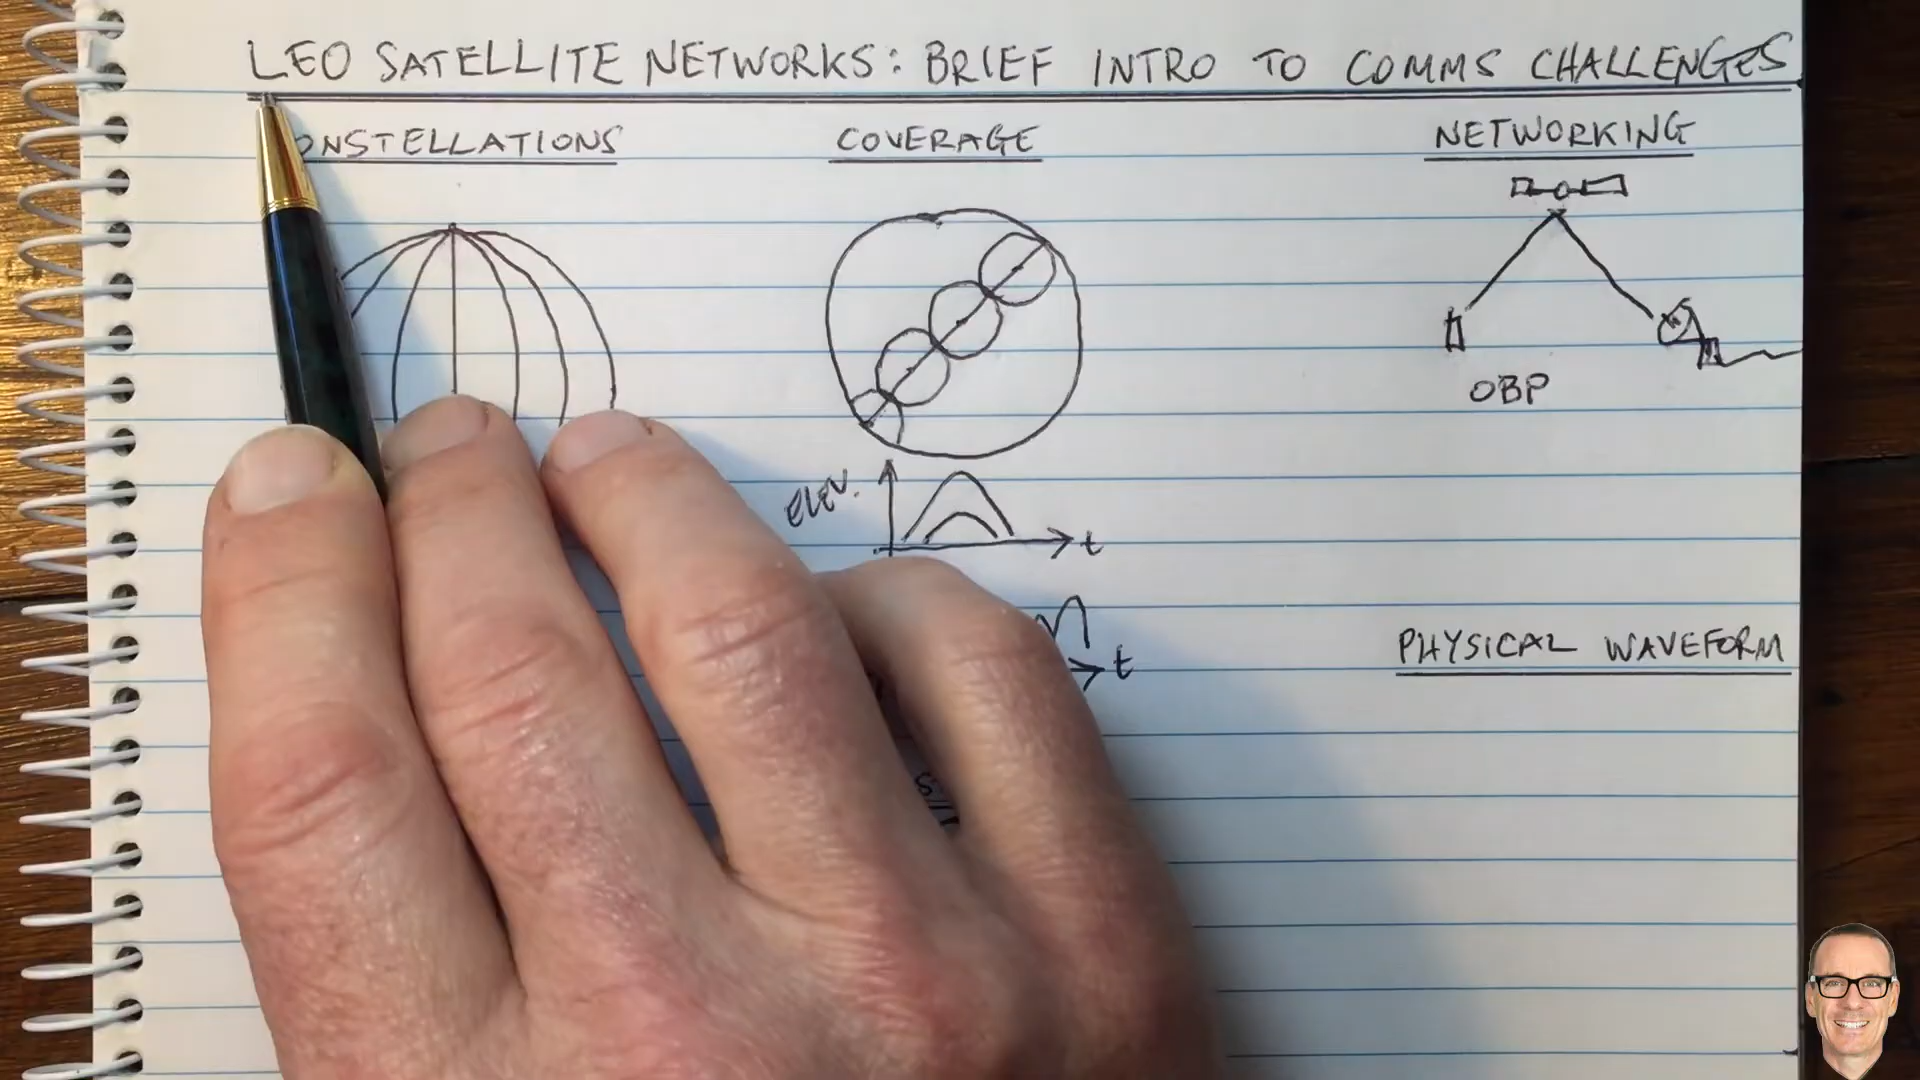 LEO SATELLITE NETWORKS: BRIEF INTRO TO COMMS CHALLENGES
ONSTELLATIONS
COVERAGE
NETWORKING
OBP
ELEV.
t
t
PHYSICAL WAVEFORM